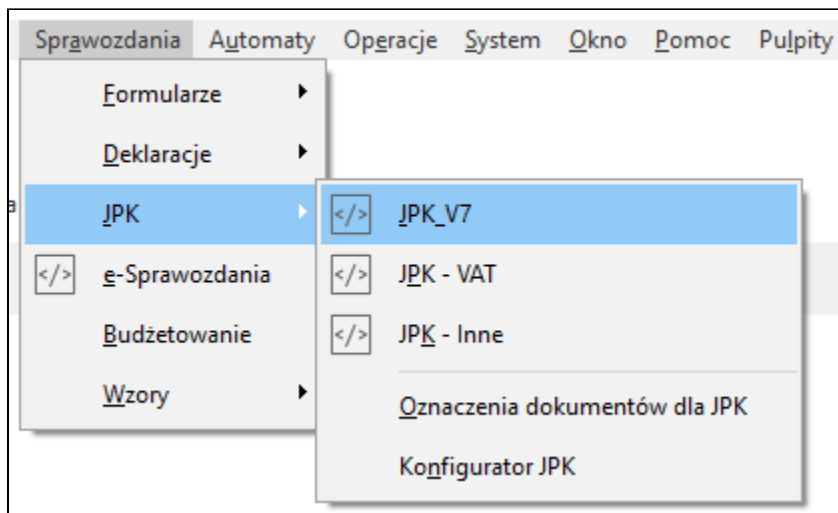 Sprawozdania Automaty Operacje System Okno Pomoc Pulpity
Formularze
Deklaracje
a
JPK
</> JPK_V7
</> e-Sprawozdania
</> JPK - VAT
Budżetowanie
</> JPK - Inne
Wzory
Oznaczenia dokumentów dla JPK
Konfigurator JPK